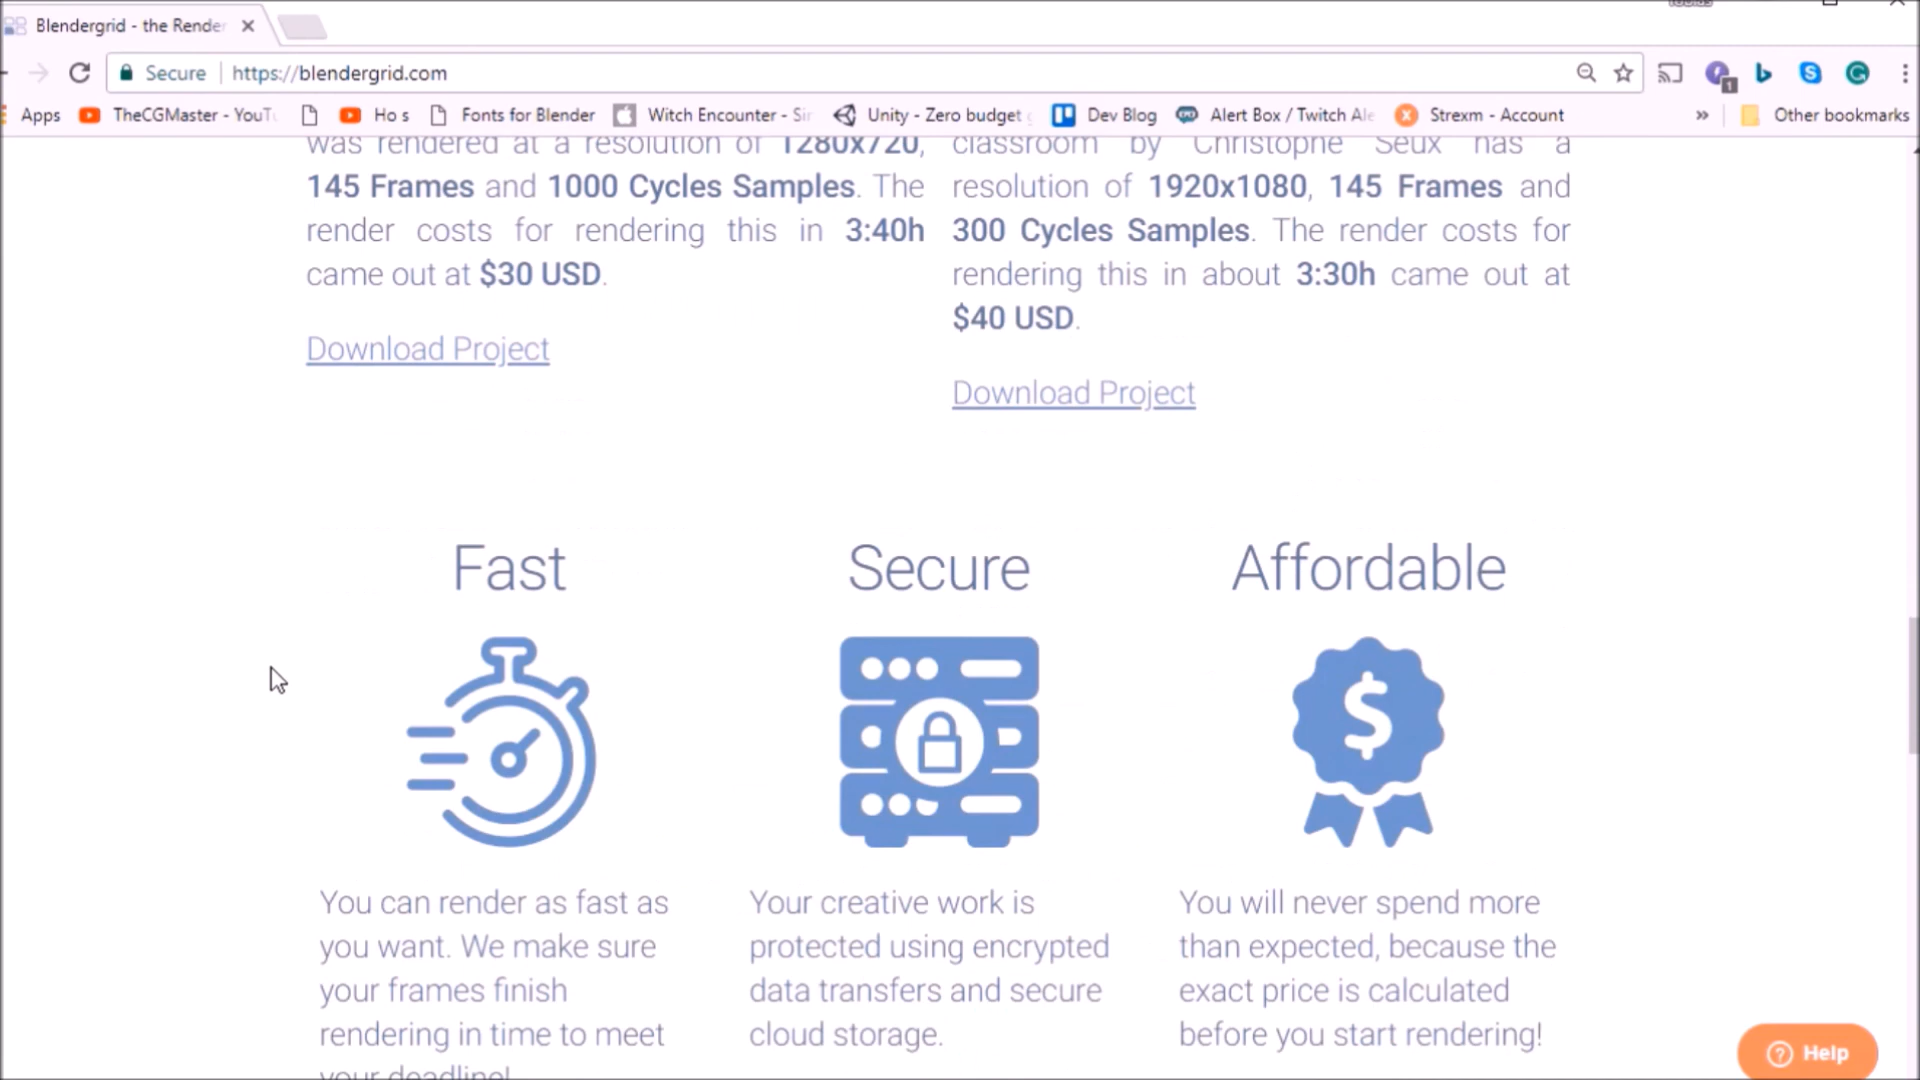 Blendergrid - the Render
Secure https://blendergrid.com
Apps TheCGMaster - YouT Ho s Fonts for Blender Witch Encounter - Sir Unity - Zero budget Dev Blog Alert Box / Twitch Ale Strexm - Account » Other bookmarks
was rendered at a resolution of 1280x720,
145 Frames and 1000 Cycles Samples. The
render costs for rendering this in 3:40h
came out at $30 USD.
Download Project
classroom by Christophe Seux has a
resolution of 1920x1080, 145 Frames and
300 Cycles Samples. The render costs for
rendering this in about 3:30h came out at
$40 USD.
Download Project
Fast
You can render as fast as
you want. We make sure
your frames finish
rendering in time to meet
your deadline!
Secure
Your creative work is
protected using encrypted
data transfers and secure
cloud storage.
Affordable
$
You will never spend more
than expected, because the
exact price is calculated
before you start rendering!
Help